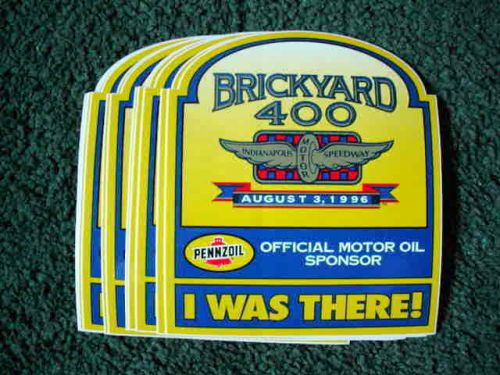 BRICKYARD
400
INDIANAPOLIS MOTOR SPEEDWAY
AUGUST 3, 1996
PENNZOIL
OFFICIAL MOTOR OIL
SPONSOR
I WAS THERE!